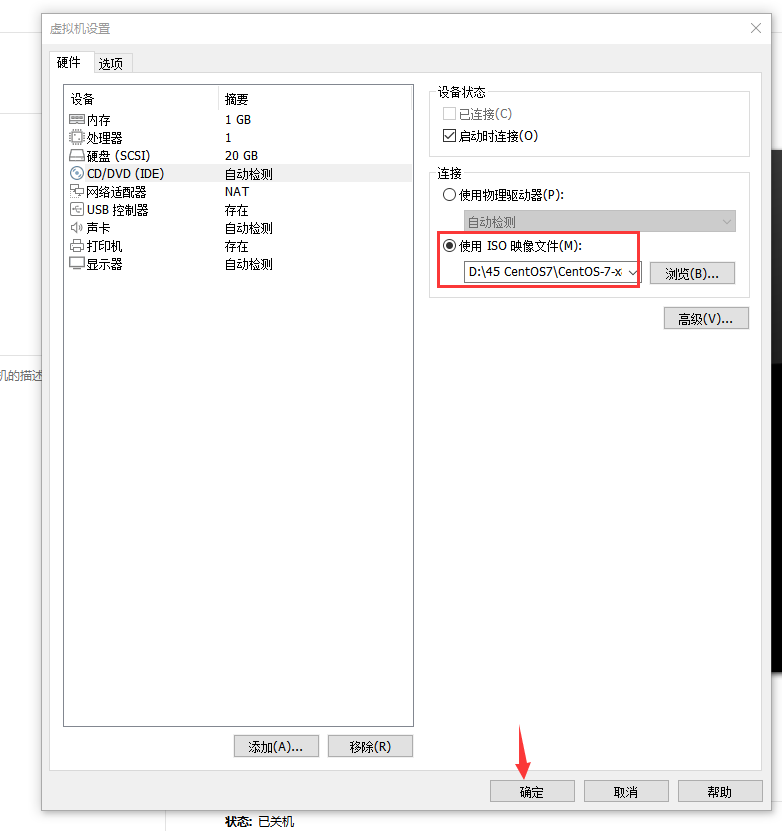 虚拟机设置
硬件 选项
设备 摘要
内存 1 GB
处理器 1
硬盘 (SCSI) 20 GB
CD/DVD (IDE) 自动检测
网络适配器 NAT
USB 控制器 存在
声卡 自动检测
打印机 存在
显示器 自动检测
添加(A)... 移除(R)
设备状态
已连接(C)
启动时连接(O)
连接
使用物理驱动器(P):
自动检测
使用 ISO 映像文件(M):
D:\45 CentOS7\CentOS-7-x
浏览(B)...
高级(V)...
确定 取消 帮助
机的描述
状态: 已关机